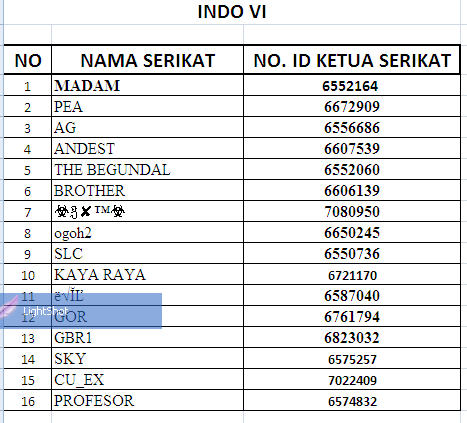 INDO VI
NO NAMA SERIKAT NO. ID KETUA SERIKAT
1 MADAM 6552164
2 PEA 6672909
3 AG 6556686
4 ANDEST 6607539
5 THE BEGUNDAL 6552060
6 BROTHER 6606139
7 7080950
8 ogoh2 6650245
9 SLC 6550736
10 KAYA RAYA 6721170
11 ë√ÏE 6587040
LightShot
12 GOR 6761794
13 GBR1 6823032
14 SKY 6575257
15 CU_EX 7022409
16 PROFESOR 6574832